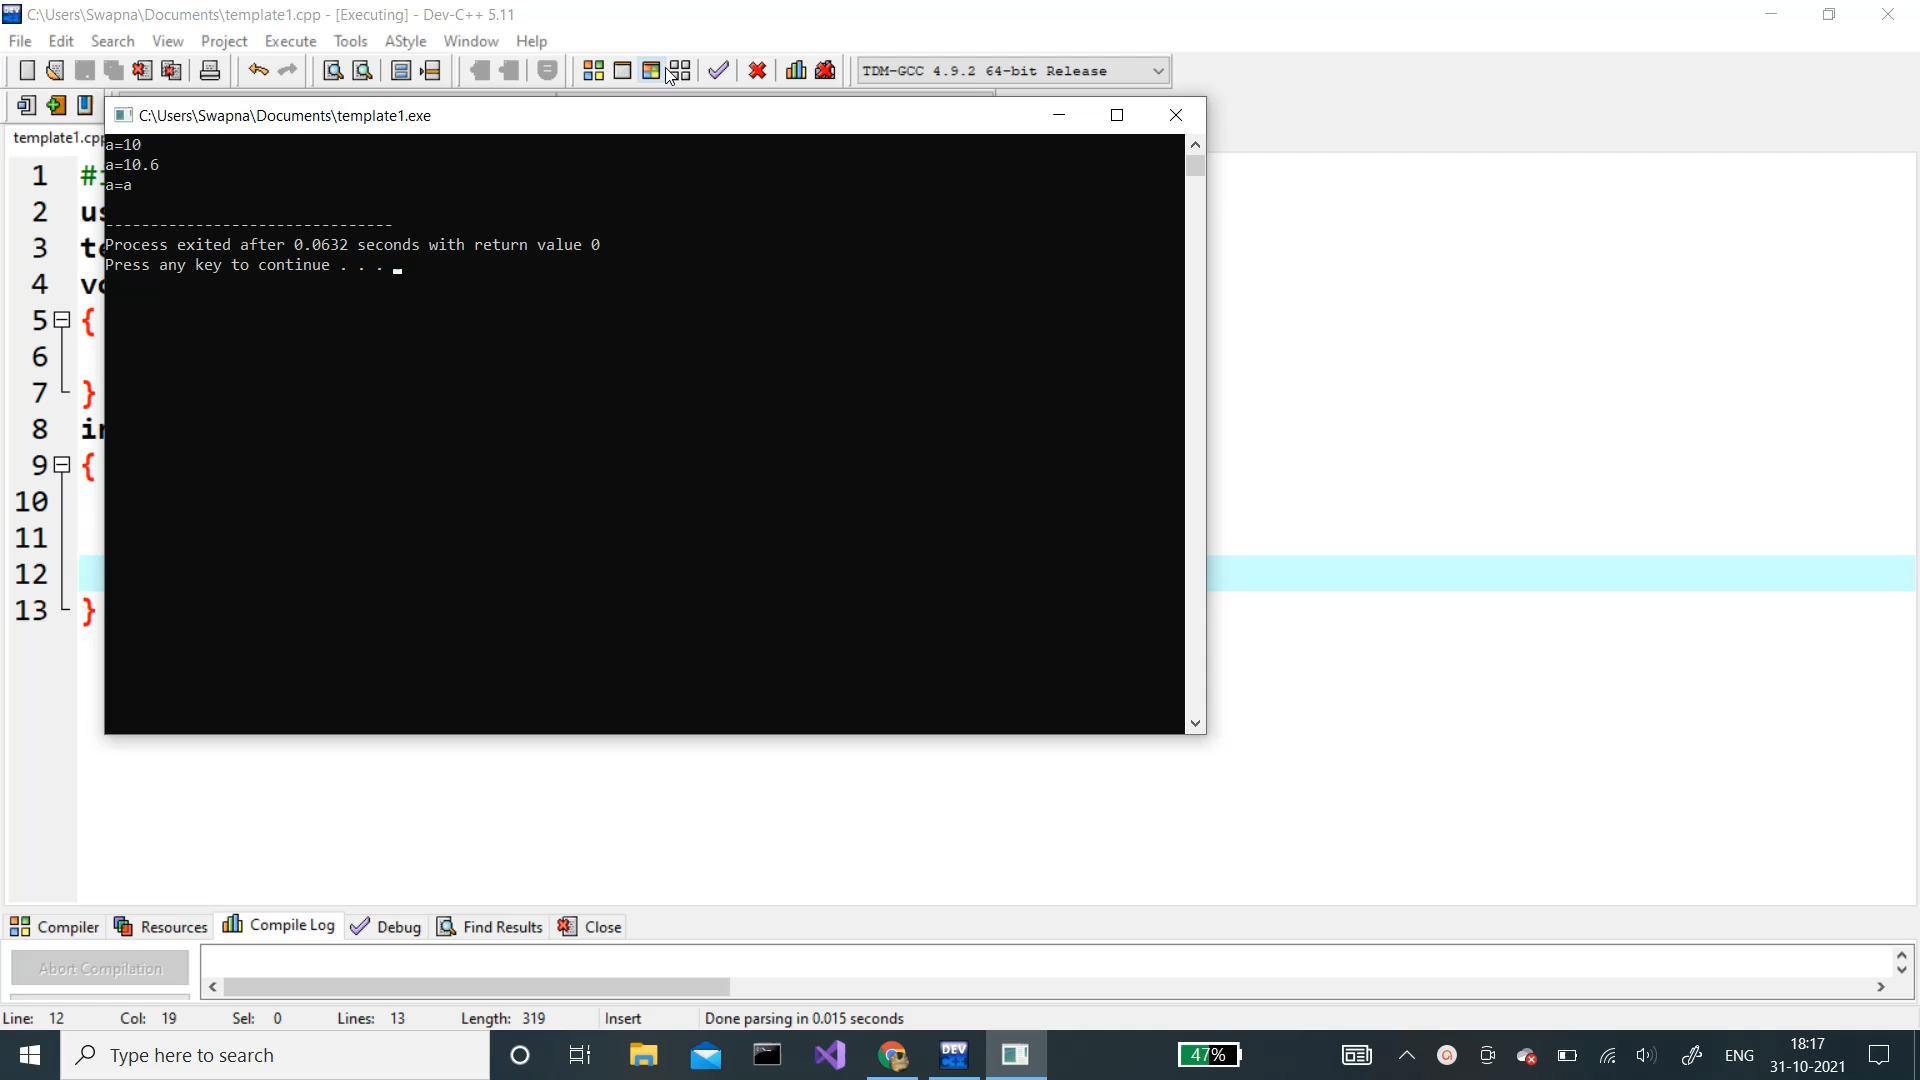 C:\Users\Swapna\Documents\template1.cpp - [Executing] - Dev-C++ 5.11
File Edit Search View Project Execute Tools AStyle Window Help
TDM-GCC 4.9.2 64-bit Release
C:\Users\Swapna\Documents\template1.exe
template1.cpp
a=10
a=10.6
a=a
--------------------------------
Process exited after 0.0632 seconds with return value 0
Press any key to continue . . .
1 #i
2 us
3 te
4 vo
5 {
6
7 }
8 in
9 {
10
11
12
13 }
Compiler Resources Compile Log Debug Find Results Close
Abort Compilation
Line: 12 Col: 19 Sel: 0 Lines: 13 Length: 319 Insert Done parsing in 0.015 seconds
Type here to search
DEV
47%
ENG
18:17
31-10-2021